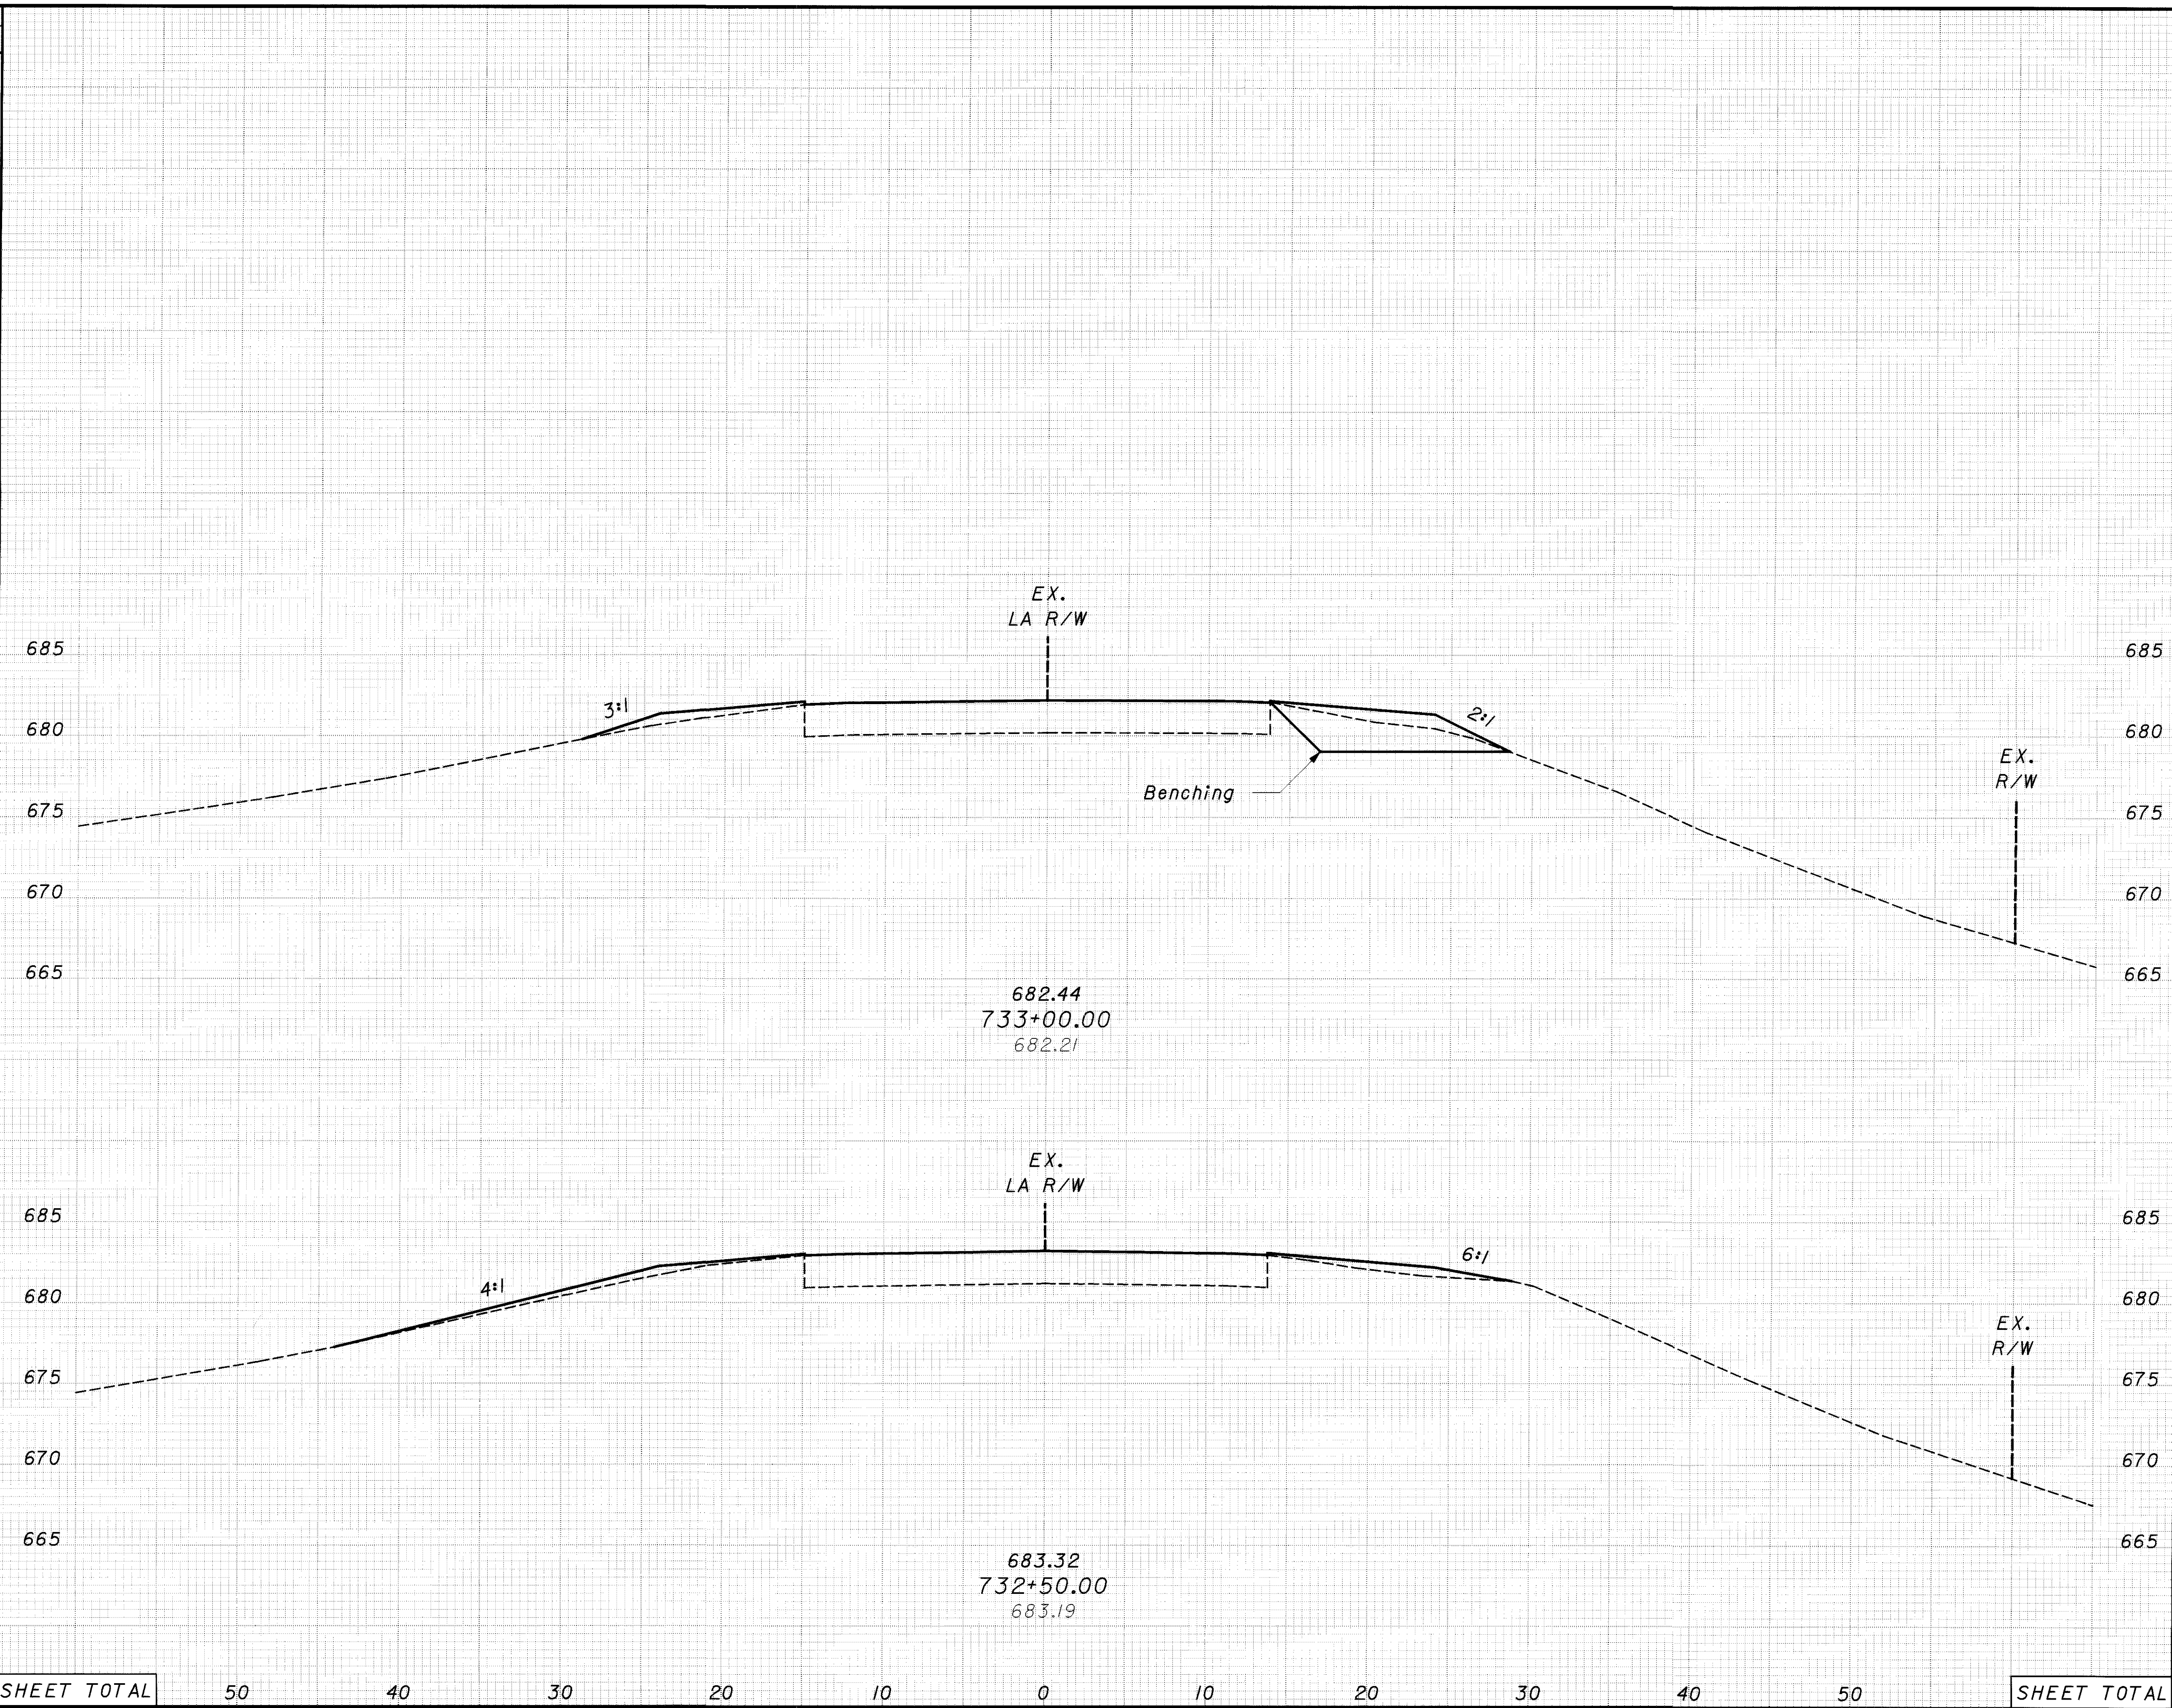 EX.
LA R/W
685 685
3:1 2:1
680 680
EX.
R/W
Benching
675 675
670 670
665 665
682.44
733+00.00
682.21
EX.
LA R/W
685 685
6:1
4:1
680 680
EX.
R/W
675 675
670 670
665 665
683.32
732+50.00
683.19
SHEET TOTAL 50 40 30 20 10 0 10 20 30 40 50 SHEET TOTAL